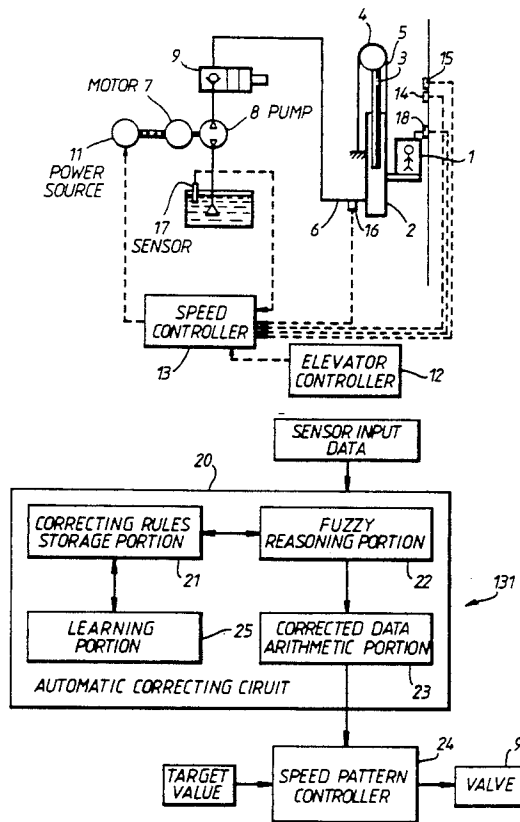 4
5
9
3
15
14
MOTOR 7
18
8 PUMP
1
11
POWER
SOURCE
17
SENSOR
6
16
2
SPEED
CONTROLLER
13
ELEVATOR
CONTROLLER
12
SENSOR INPUT
DATA
20
CORRECTING RULES
STORAGE PORTION
21
FUZZY
REASONING PORTION
22
131
LEARNING
PORTION
25
CORRECTED DATA
ARITHMETIC PORTION
23
AUTOMATIC CORRECTING CIRUIT
24
9
TARGET
VALUE
SPEED PATTERN
CONTROLLER
VALVE